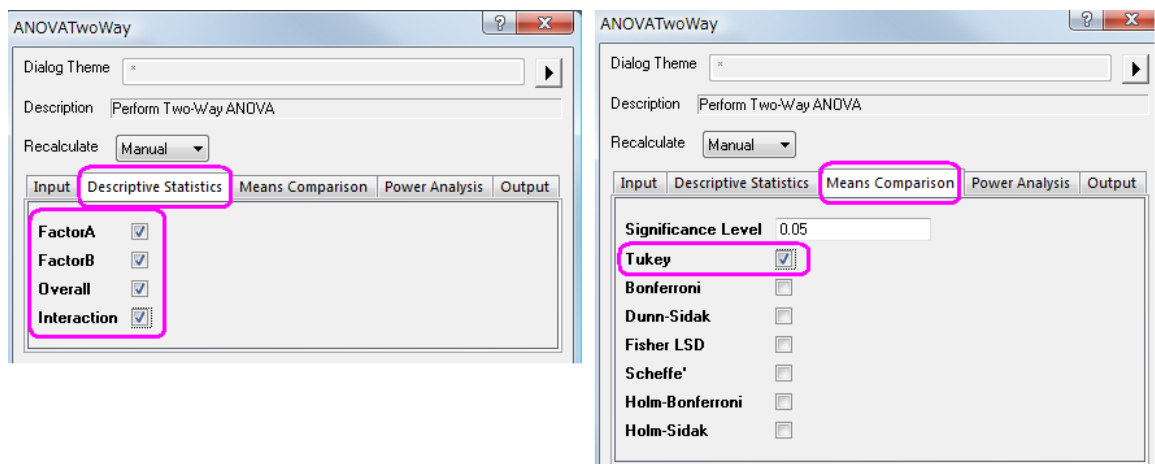 ANOVATwoWay
Dialog Theme *
Description Perform Two-Way ANOVA
Recalculate Manual
Input Descriptive Statistics Means Comparison Power Analysis Output
FactorA
FactorB
Overall
Interaction
ANOVATwoWay
Dialog Theme *
Description Perform Two-Way ANOVA
Recalculate Manual
Input Descriptive Statistics Means Comparison Power Analysis Output
Significance Level 0.05
Tukey
Bonferroni
Dunn-Sidak
Fisher LSD
Scheffe'
Holm-Bonferroni
Holm-Sidak